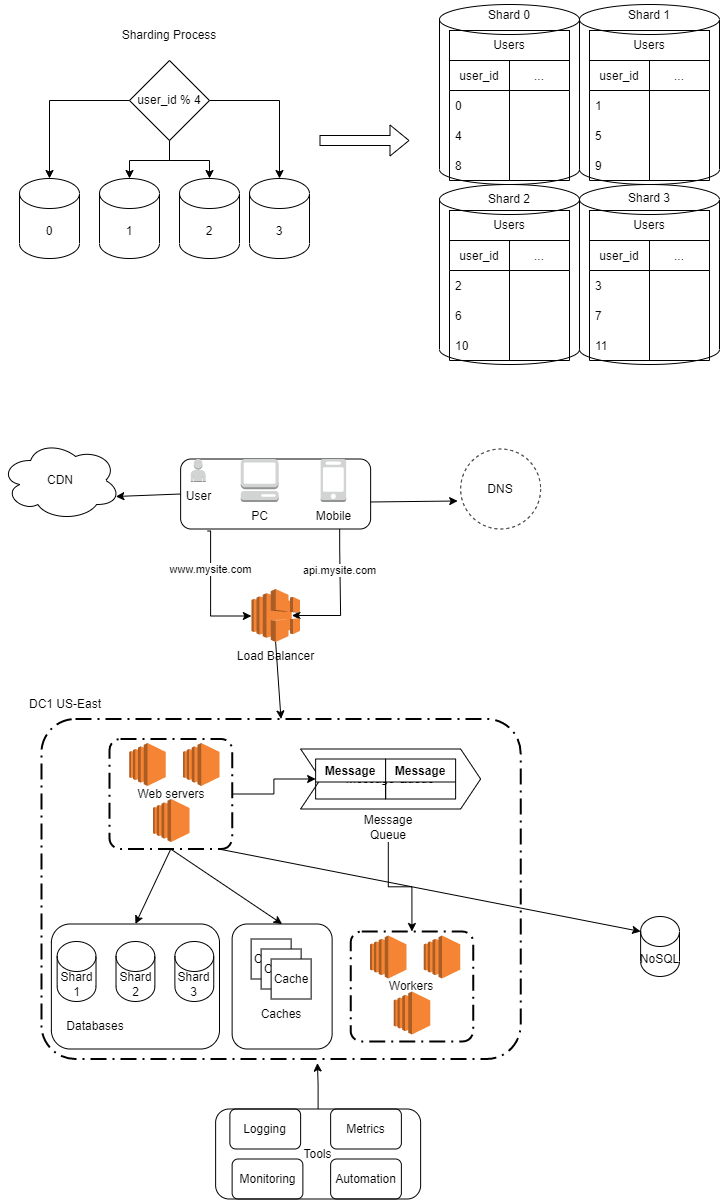 Sharding Process
user_id % 4
0
1
2
3
Shard 0
Users
user_id
...
0
4
8
Shard 1
Users
user_id
...
1
5
9
Shard 2
Users
user_id
...
2
6
10
Shard 3
Users
user_id
...
3
7
11
CDN
User
PC
Mobile
DNS
www.mysite.com
api.mysite.com
Load Balancer
DC1 US-East
Web servers
Message
Message
Message
Queue
Shard
1
Shard
2
Shard
3
Databases
Cache
Caches
Workers
NoSQL
Logging
Metrics
Tools
Monitoring
Automation